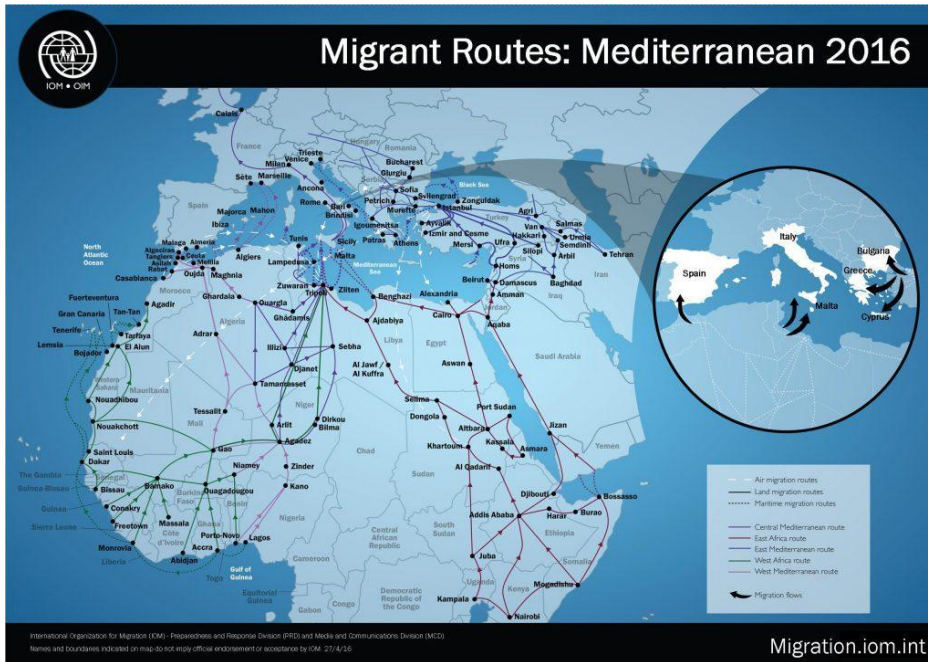 IOM • OIM
Migrant Routes: Mediterranean 2016
Calais
France
Hungary
Romania
Trieste
Venice
Milan
Bucharest
Giurgiu
Serbia
Sète
Marseille
Ancona
Sofia
Svilengrad
Black Sea
Petrich
Istanbul
Zonguldak
Spain
Majorca
Mahon
Rome
Bari
Brindisi
Muretfe
Agri
Ibiza
Igoumenitsa
Ayvalik
Turkey
Van
Salmas
Malaga
Almeria
Patras
Athens
Izmir and Cesme
Hakkari
Urmia
Semdinli
North
Atlantic
Ocean
Algeciras
Tangiers
Ceuta
Asilah
Melilla
Rabat
Tunis
Sicily
Mersi
Ufra
Silopi
Arbil
Tehran
Algiers
Lampedusa
Malta
Syria
Casablanca
Oujda
Maghnia
Mediterranean
Sea
Homs
Morocco
Zuwaran
Beirut
Damascus
Baghdad
Iran
Fuerteventura
Agadir
Ghardala
Ouargla
Tripoli
Zliten
Benghazi
Alexandria
Amman
Iraq
Gran Canaria
Tan-Tan
Ghàdamis
Cairo
Aqaba
Tenerife
Tarfaya
Adrar
Algeria
Ajdabiya
Lemsia
El Aiun
Illizi
Sebha
Libya
Egypt
Bojador
Al Jawf /
Al Kuffra
Aswan
Saudi Arabia
Western
Sahara
Mauritania
Djanet
Tamanrasset
Nouadhibou
Niger
Selima
Port Sudan
Tessalit
Dirkou
Dongola
Nouakchott
Mali
Arlit
Bilma
Altbara
Jizan
Agadez
Kassala
Saint Louis
Gao
Khartoum
Asmara
Yemen
Dakar
Chad
The Gambia
Senegal
Niamey
Zinder
Sudan
Al Qadarif
Guinea-Bissau
Bissau
Bamako
Kano
Djibouti
Bossasso
Guinea
Conakry
Burkina
Faso
Ouagadougou
Benin
Addis Ababa
Sierra Leone
Freetown
Massala
Ghana
Nigeria
Harar
Burao
Côte
d'Ivoire
Porto-Novo
Central
African
Republic
South
Sudan
Ethiopia
Monrovia
Accra
Lagos
Liberia
Abidjan
Cameroon
Togo
Gulf of
Guinea
Juba
Somalia
Equatorial
Guinea
Uganda
Mogadishu
Gabon
Congo
Democratic
Republic of
the Congo
Kampala
Kenya
Nairobi
Italy
Bulgaria
Spain
Greece
Malta
Cyprus
Air migration routes
Land migration routes
Maritime migration routes
Central Mediterranean route
East Africa route
East Mediterranean route
West Africa route
West Mediterranean route
Migration flows
International Organization for Migration (IOM) - Preparedness and Response Division (PRD) and Media and Communications Division (MCD)
Names and boundaries indicated on map do not imply official endorsement or acceptance by IOM. 27/4/16
Migration.iom.int